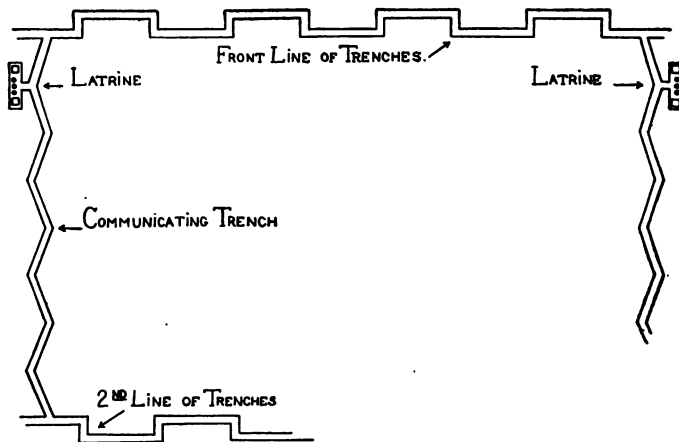 FRONT LINE OF TRENCHES.
LATRINE
LATRINE
COMMUNICATING TRENCH
2ND LINE OF TRENCHES